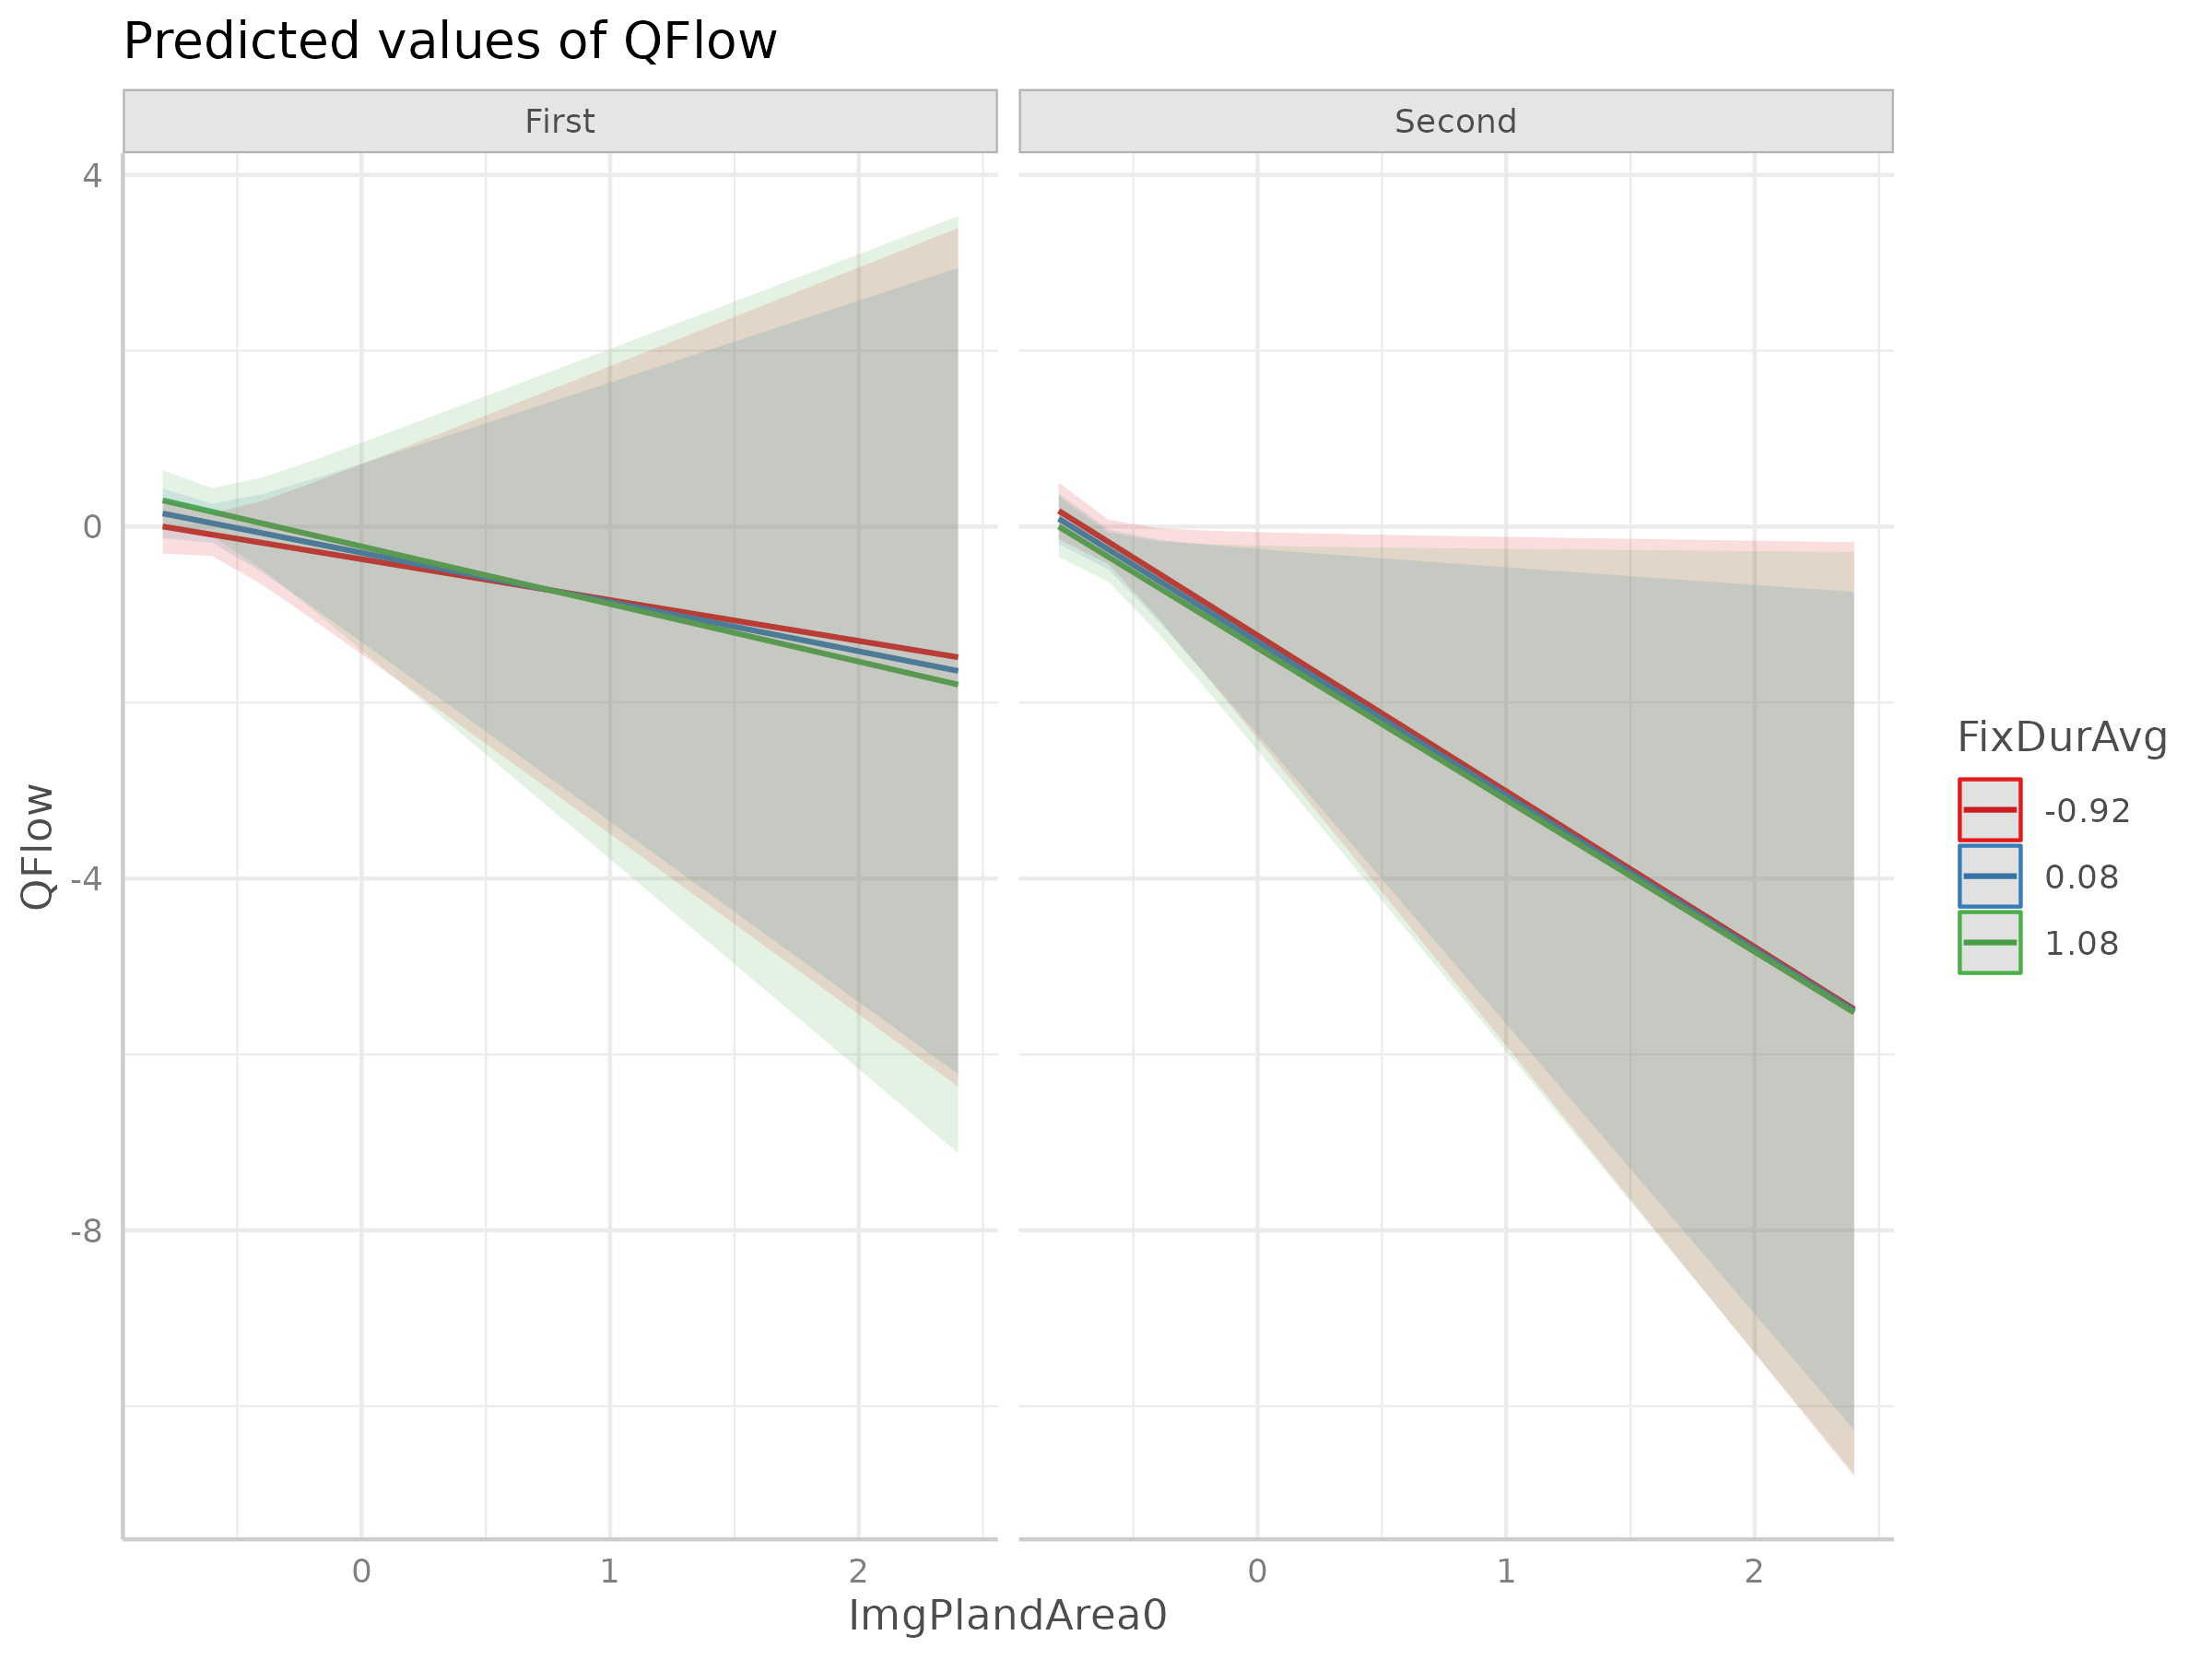 Predicted values of QFlow
First
Second
4
0
-4
-8
QFlow
0 1 2
0 1 2
ImgPlandArea0
FixDurAvg
-0.92
0.08
1.08